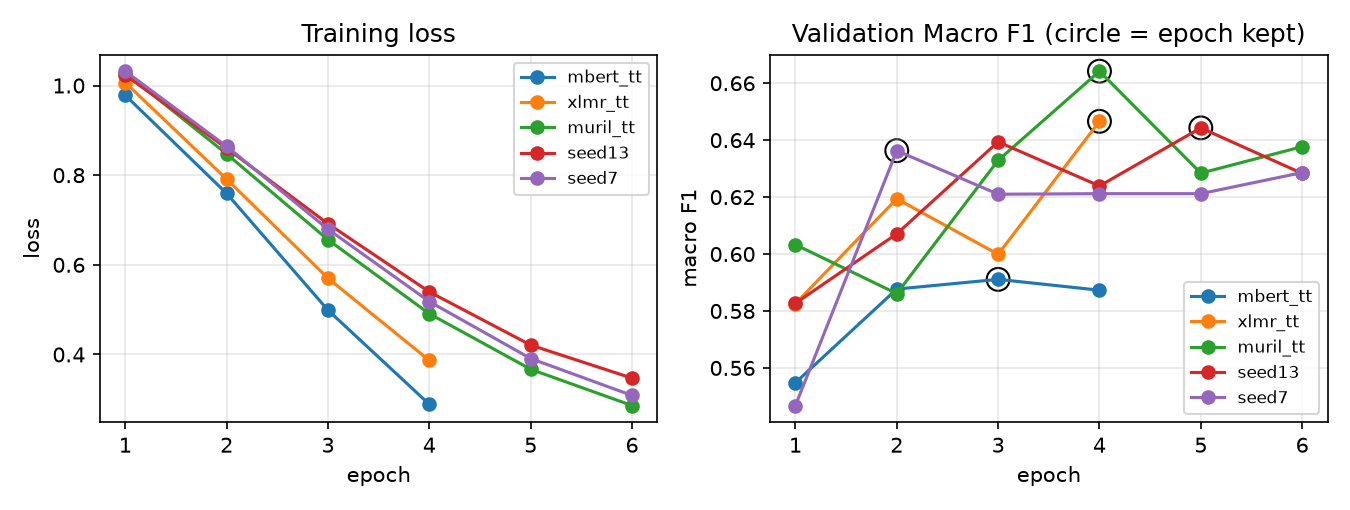 Training loss
loss
1.0
0.8
0.6
0.4
mbert_tt
xlmr_tt
muril_tt
seed13
seed7
1 2 3 4 5 6
epoch
Validation Macro F1 (circle = epoch kept)
macro F1
0.66
0.64
0.62
0.60
0.58
0.56
mbert_tt
xlmr_tt
muril_tt
seed13
seed7
1 2 3 4 5 6
epoch